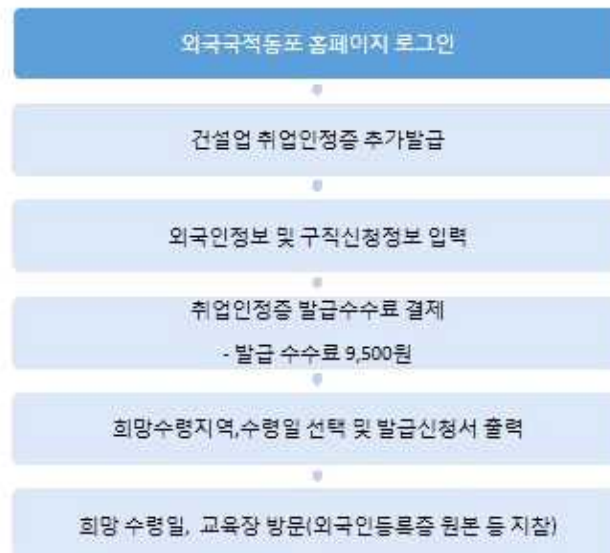 외국국적동포 홈페이지 로그인
건설업 취업인정증 추가발급
외국인정보 및 구직신청정보 입력
취업인정증 발급수수료 결제
- 발급 수수료 9,500원
희망수령지역,수령일 선택 및 발급신청서 출력
희망 수령일, 교육장 방문(외국인등록증 원본 등 지참)